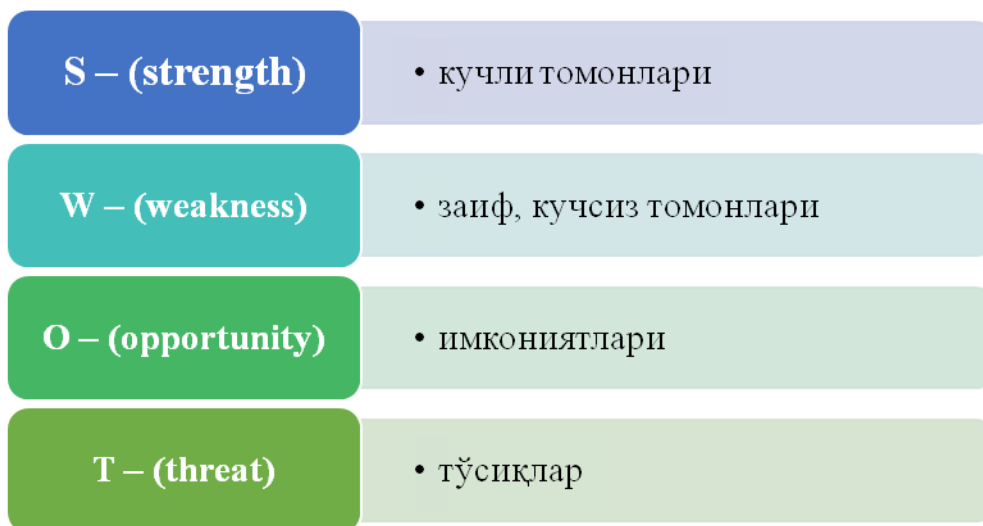 S – (strength)
• кучли томонлари
W – (weakness)
• заиф, кучсиз томонлари
O – (opportunity)
• имкониятлари
T – (threat)
• тўсиқлар